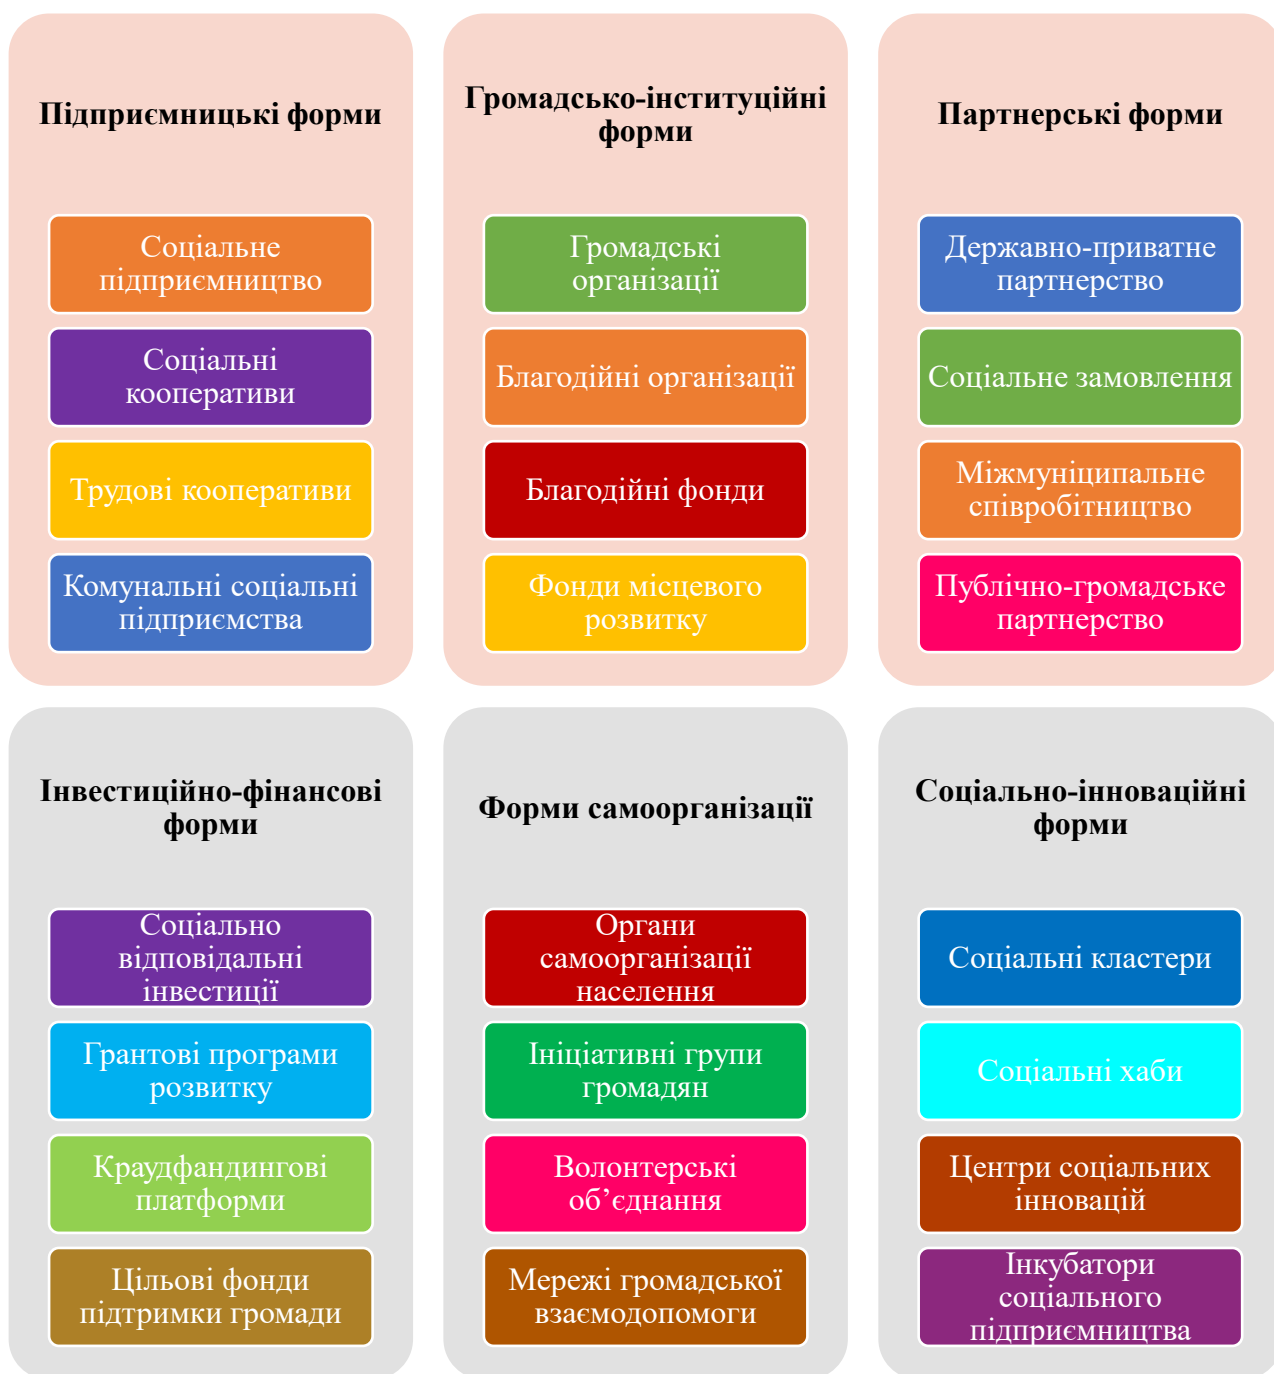 Підприємницькі форми
Соціальне
підприємництво
Соціальні
кооперативи
Трудові кооперативи
Комунальні соціальні
підприємства
Громадсько-інституційні
форми
Громадські
організації
Благодійні організації
Благодійні фонди
Фонди місцевого
розвитку
Партнерські форми
Державно-приватне
партнерство
Соціальне замовлення
Міжмуніципальне
співробітництво
Публічно-громадське
партнерство
Інвестиційно-фінансові
форми
Соціально
відповідальні
інвестиції
Грантові програми
розвитку
Краудфандингові
платформи
Цільові фонди
підтримки громади
Форми самоорганізації
Органи
самоорганізації
населення
Ініціативні групи
громадян
Волонтерські
об’єднання
Мережі громадської
взаємодопомоги
Соціально-інноваційні
форми
Соціальні кластери
Соціальні хаби
Центри соціальних
інновацій
Інкубатори
соціального
підприємництва